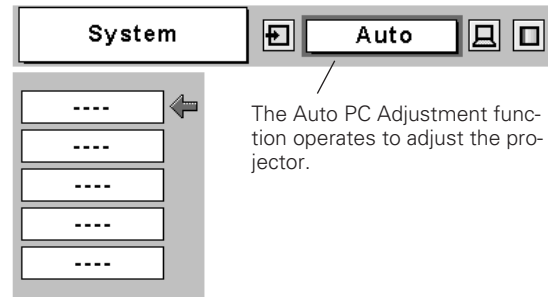 System Auto
The Auto PC Adjustment func-
tion operates to adjust the pro-
jector.
----
----
----
----
----